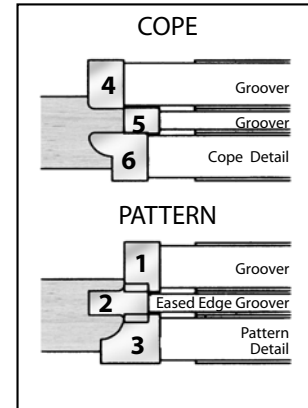 COPE
4 Groover
5 Groover
6 Cope Detail
PATTERN
1 Groover
2 Eased Edge Groover
3 Pattern
Detail